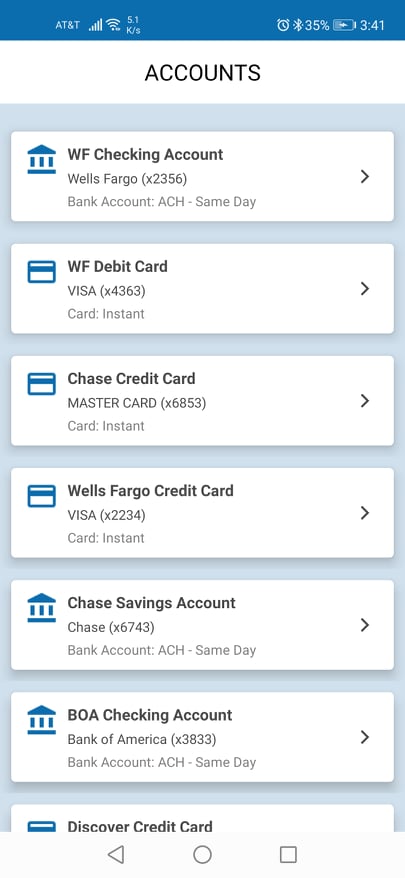 AT&T 5.1 K/s 35% 3:41
ACCOUNTS
WF Checking Account
Wells Fargo (x2356)
Bank Account: ACH - Same Day
WF Debit Card
VISA (x4363)
Card: Instant
Chase Credit Card
MASTER CARD (x6853)
Card: Instant
Wells Fargo Credit Card
VISA (x2234)
Card: Instant
Chase Savings Account
Chase (x6743)
Bank Account: ACH - Same Day
BOA Checking Account
Bank of America (x3833)
Bank Account: ACH - Same Day
Discover Credit Card